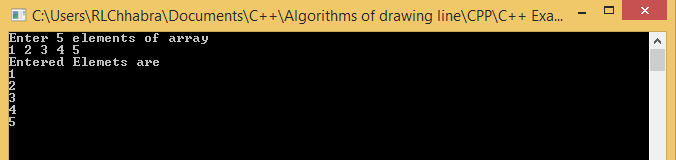 C:\Users\RLChhabra\Documents\C++\Algorithms of drawing line\CPP\C++ Exa...
Enter 5 elements of array
1 2 3 4 5
Entered Elemets are
1
2
3
4
5